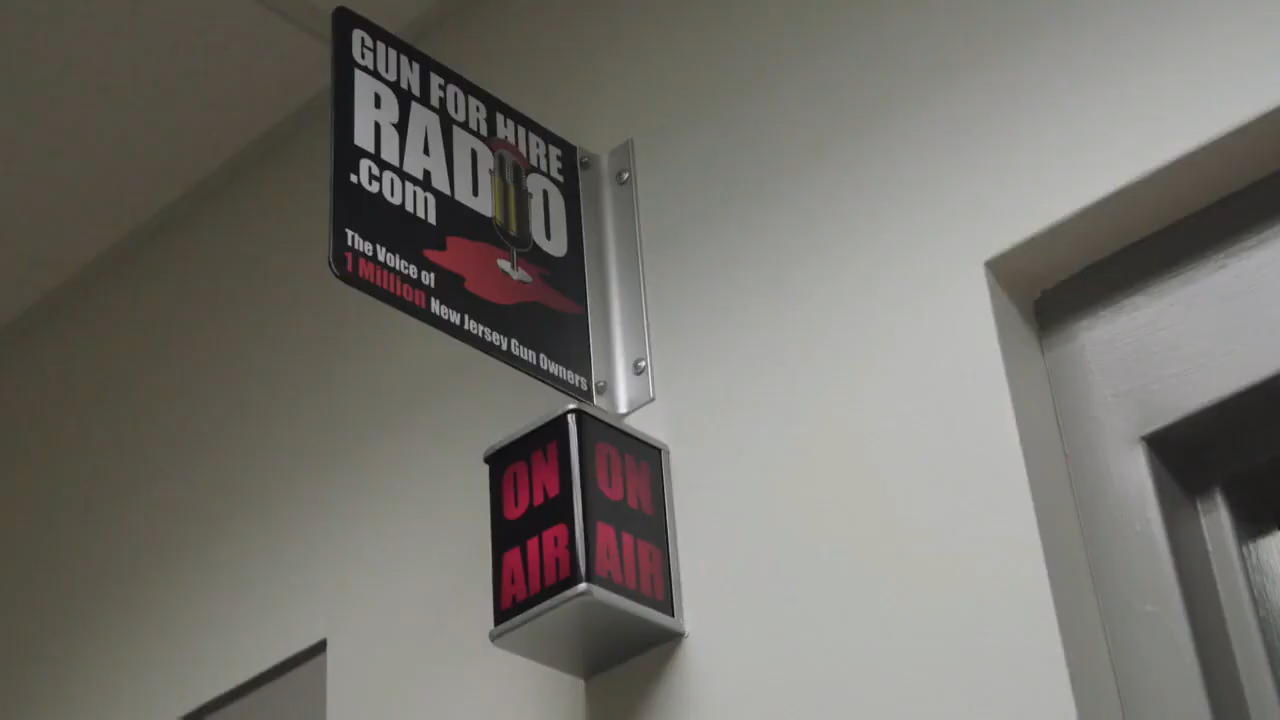 GUN FOR HIRE
RADIO
.com
The Voice of
1 Million New Jersey Gun Owners
ON
AIR
ON
AIR